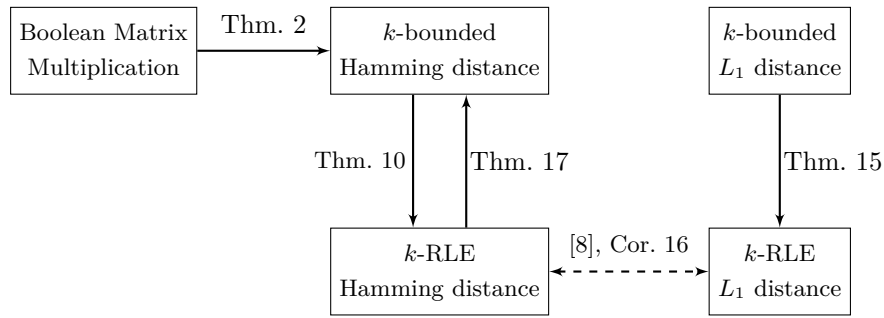 Boolean Matrix
Multiplication
Thm. 2
k-bounded
Hamming distance
k-bounded
L₁ distance
Thm. 10
Thm. 17
Thm. 15
k-RLE
Hamming distance
[8], Cor. 16
k-RLE
L₁ distance